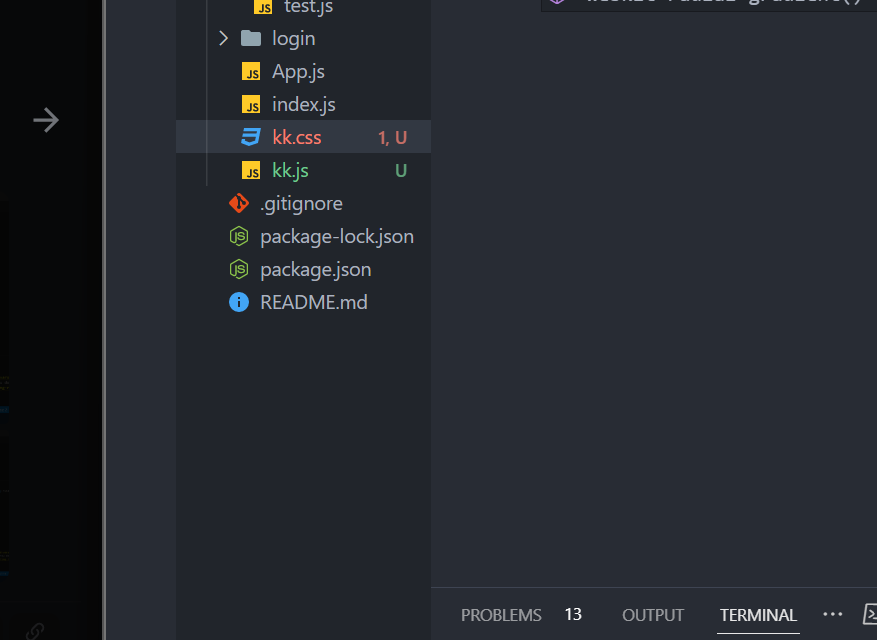 test.js
login
App.js
index.js
kk.css 1, U
kk.js U
.gitignore
package-lock.json
package.json
README.md
PROBLEMS 13 OUTPUT TERMINAL ...